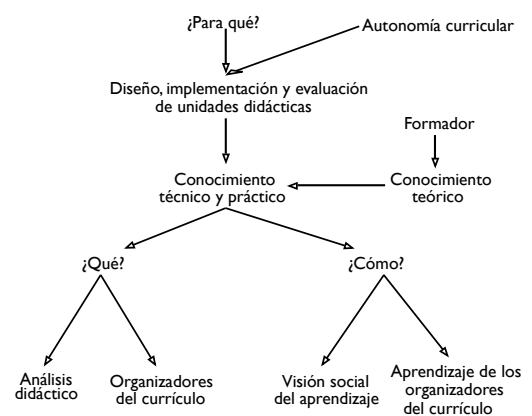 ¿Para qué?
Autonomía curricular
Diseño, implementación y evaluación
de unidades didácticas
Formador
Conocimiento
técnico y práctico
Conocimiento
teórico
¿Qué?
¿Cómo?
Análisis
didáctico
Organizadores
del currículo
Visión social
del aprendizaje
Aprendizaje de los
organizadores
del currículo